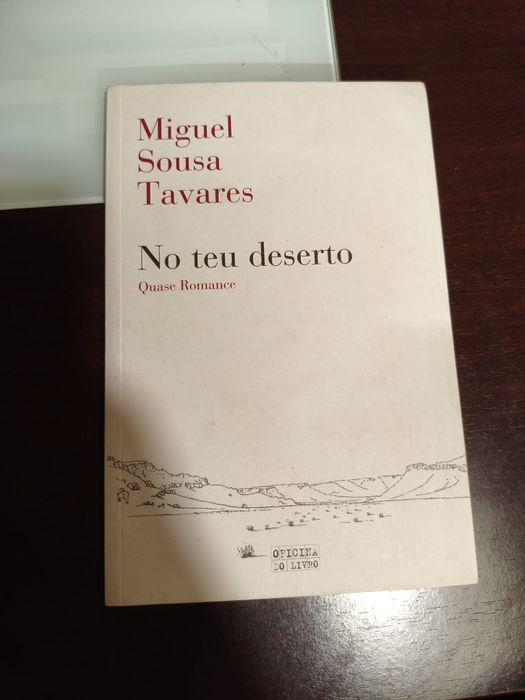 Miguel
Sousa
Tavares
No teu deserto
Quase Romance
OFICINA
DO LIVRO